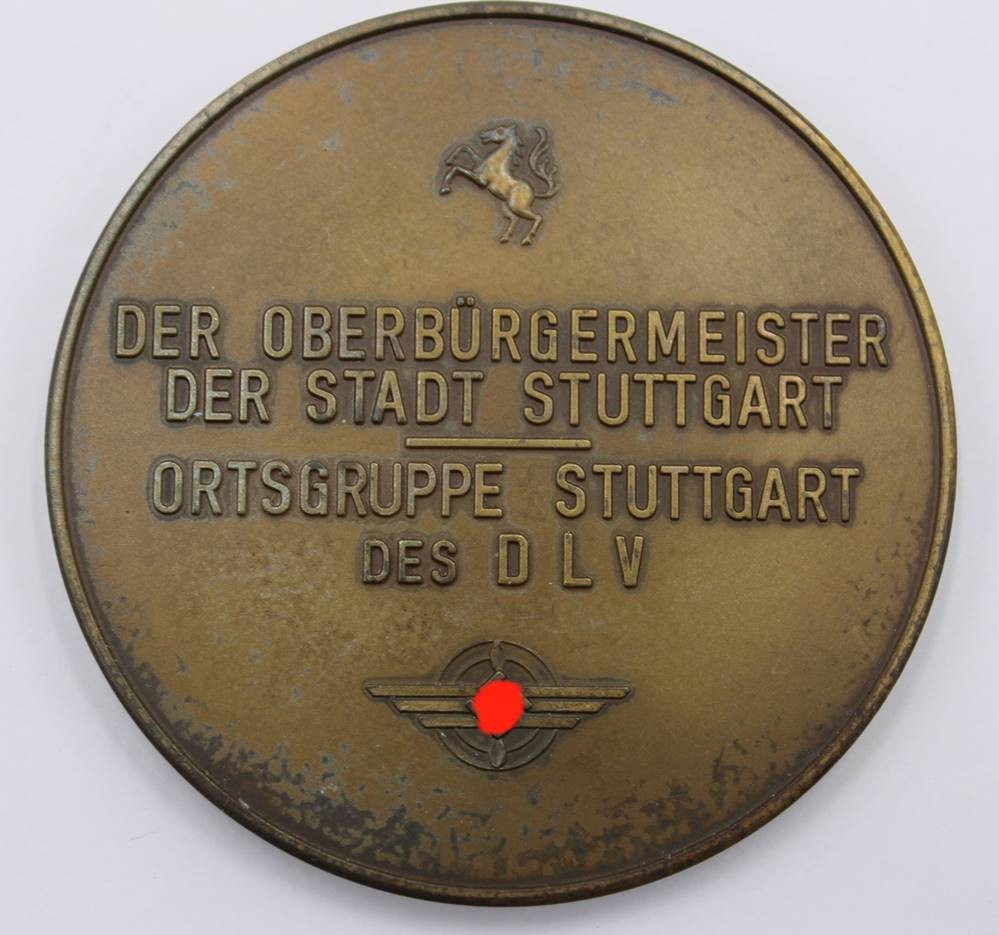 DER OBERBÜRGERMEISTER
DER STADT STUTTGART
ORTSGRUPPE STUTTGART
DES DLV